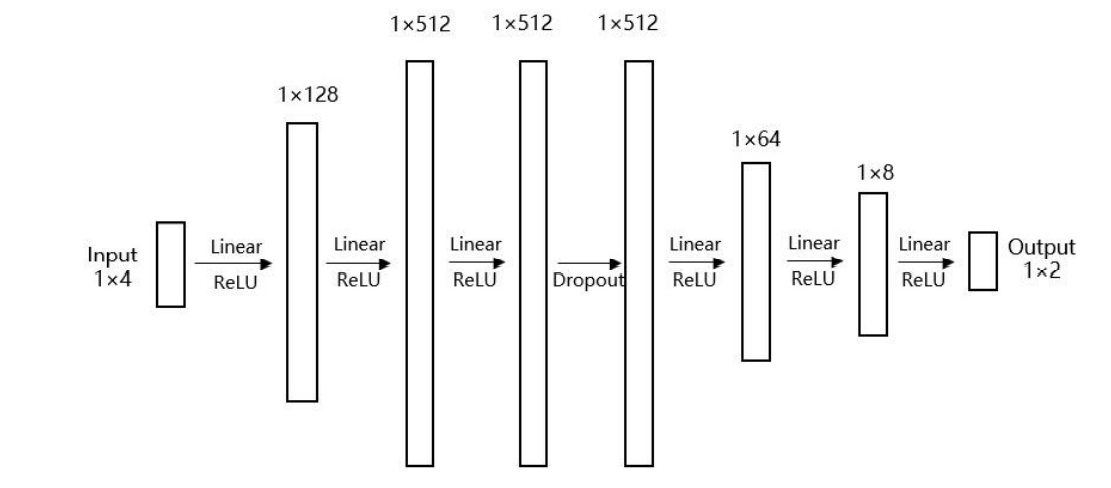 1×512 1×512 1×512
1×128
1×64
1×8
Input
1×4
Linear
ReLU
Linear
ReLU
Linear
ReLU
Dropout
Linear
ReLU
Linear
ReLU
Linear
ReLU
Output
1×2